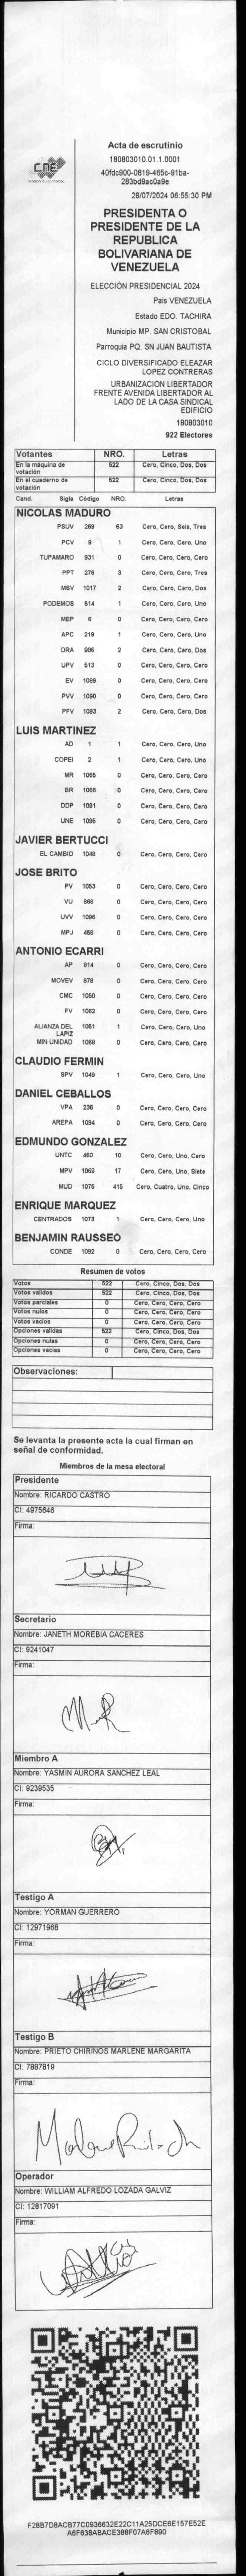 CNE
Acta de escrutinio
180803010.01.1.0001
40fdc900-0819-465c-91ba-
283bd9ac0a9e
28/07/2024 06:55:30 PM
PRESIDENTA O
PRESIDENTE DE LA
REPUBLICA
BOLIVARIANA DE
VENEZUELA
ELECCIÓN PRESIDENCIAL 2024
Pais VENEZUELA
Estado EDO. TACHIRA
Municipio MP. SAN CRISTOBAL
Parroquia PQ. SN JUAN BAUTISTA
CICLO DIVERSIFICADO ELEAZAR
LOPEZ CONTRERAS
URBANIZACION LIBERTADOR
FRENTE AVENIDA LIBERTADOR AL
LADO DE LA CASA SINDICAL
EDIFICIO
180803010
922 Electores
Votantes NRO. Letras
En la máquina de votación 522 Cero, Cinco, Dos, Dos
En el cuaderno de votación 522 Cero, Cinco, Dos, Dos
Cand. Sigla Código NRO. Letras
NICOLAS MADURO
PSUV 269 63 Cero, Cero, Seis, Tres
PCV 9 1 Cero, Cero, Cero, Uno
TUPAMARO 931 0 Cero, Cero, Cero, Cero
PPT 276 3 Cero, Cero, Cero, Tres
MSV 1017 2 Cero, Cero, Cero, Dos
PODEMOS 514 1 Cero, Cero, Cero, Uno
MEP 6 0 Cero, Cero, Cero, Cero
APC 219 1 Cero, Cero, Cero, Uno
ORA 906 2 Cero, Cero, Cero, Dos
UPV 513 0 Cero, Cero, Cero, Cero
EV 1089 0 Cero, Cero, Cero, Cero
PVV 1090 0 Cero, Cero, Cero, Cero
PFV 1093 2 Cero, Cero, Cero, Dos
LUIS MARTINEZ
AD 1 1 Cero, Cero, Cero, Uno
COPEI 2 1 Cero, Cero, Cero, Uno
MR 1065 0 Cero, Cero, Cero, Cero
BR 1066 0 Cero, Cero, Cero, Cero
DDP 1091 0 Cero, Cero, Cero, Cero
UNE 1095 0 Cero, Cero, Cero, Cero
JAVIER BERTUCCI
EL CAMBIO 1048 0 Cero, Cero, Cero, Cero
JOSE BRITO
PV 1053 0 Cero, Cero, Cero, Cero
VU 868 0 Cero, Cero, Cero, Cero
UVV 1096 0 Cero, Cero, Cero, Cero
MPJ 458 0 Cero, Cero, Cero, Cero
ANTONIO ECARRI
AP 914 0 Cero, Cero, Cero, Cero
MOVEV 978 0 Cero, Cero, Cero, Cero
CMC 1050 0 Cero, Cero, Cero, Cero
FV 1062 0 Cero, Cero, Cero, Cero
ALIANZA DEL LAPIZ 1051 1 Cero, Cero, Cero, Uno
MIN UNIDAD 1068 0 Cero, Cero, Cero, Cero
CLAUDIO FERMIN
SPV 1049 1 Cero, Cero, Cero, Uno
DANIEL CEBALLOS
VPA 236 0 Cero, Cero, Cero, Cero
AREPA 1094 0 Cero, Cero, Cero, Cero
EDMUNDO GONZALEZ
UNTC 460 10 Cero, Cero, Uno, Cero
MPV 1069 17 Cero, Cero, Uno, Siete
MUD 1075 415 Cero, Cuatro, Uno, Cinco
ENRIQUE MARQUEZ
CENTRADOS 1073 1 Cero, Cero, Cero, Uno
BENJAMIN RAUSSEO
CONDE 1092 0 Cero, Cero, Cero, Cero
Resumen de votos
Votos 522 Cero, Cinco, Dos, Dos
Votos validos 522 Cero, Cinco, Dos, Dos
Votos parciales 0 Cero, Cero, Cero, Cero
Votos nulos 0 Cero, Cero, Cero, Cero
Votos vacios 0 Cero, Cero, Cero, Cero
Opciones validas 522 Cero, Cinco, Dos, Dos
Opciones nulas 0 Cero, Cero, Cero, Cero
Opciones vacias 0 Cero, Cero, Cero, Cero
Observaciones:
Se levanta la presente acta la cual firman en
señal de conformidad.
Miembros de la mesa electoral
Presidente
Nombre: RICARDO CASTRO
CI: 4975646
Firma:
Secretario
Nombre: JANETH MOREBIA CACERES
CI: 9241047
Firma:
Miembro A
Nombre: YASMIN AURORA SANCHEZ LEAL
CI: 9239535
Firma:
Testigo A
Nombre: YORMAN GUERRERO
CI: 12971968
Firma:
Testigo B
Nombre: PRIETO CHIRINOS MARLENE MARGARITA
CI: 7887819
Firma:
Operador
Nombre: WILLIAM ALFREDO LOZADA GALVIZ
CI: 12817091
Firma:
F28B7D8ACB77C0936632E22C11A25DCE6E157E52E
A6F638ABACE388F07A6F890